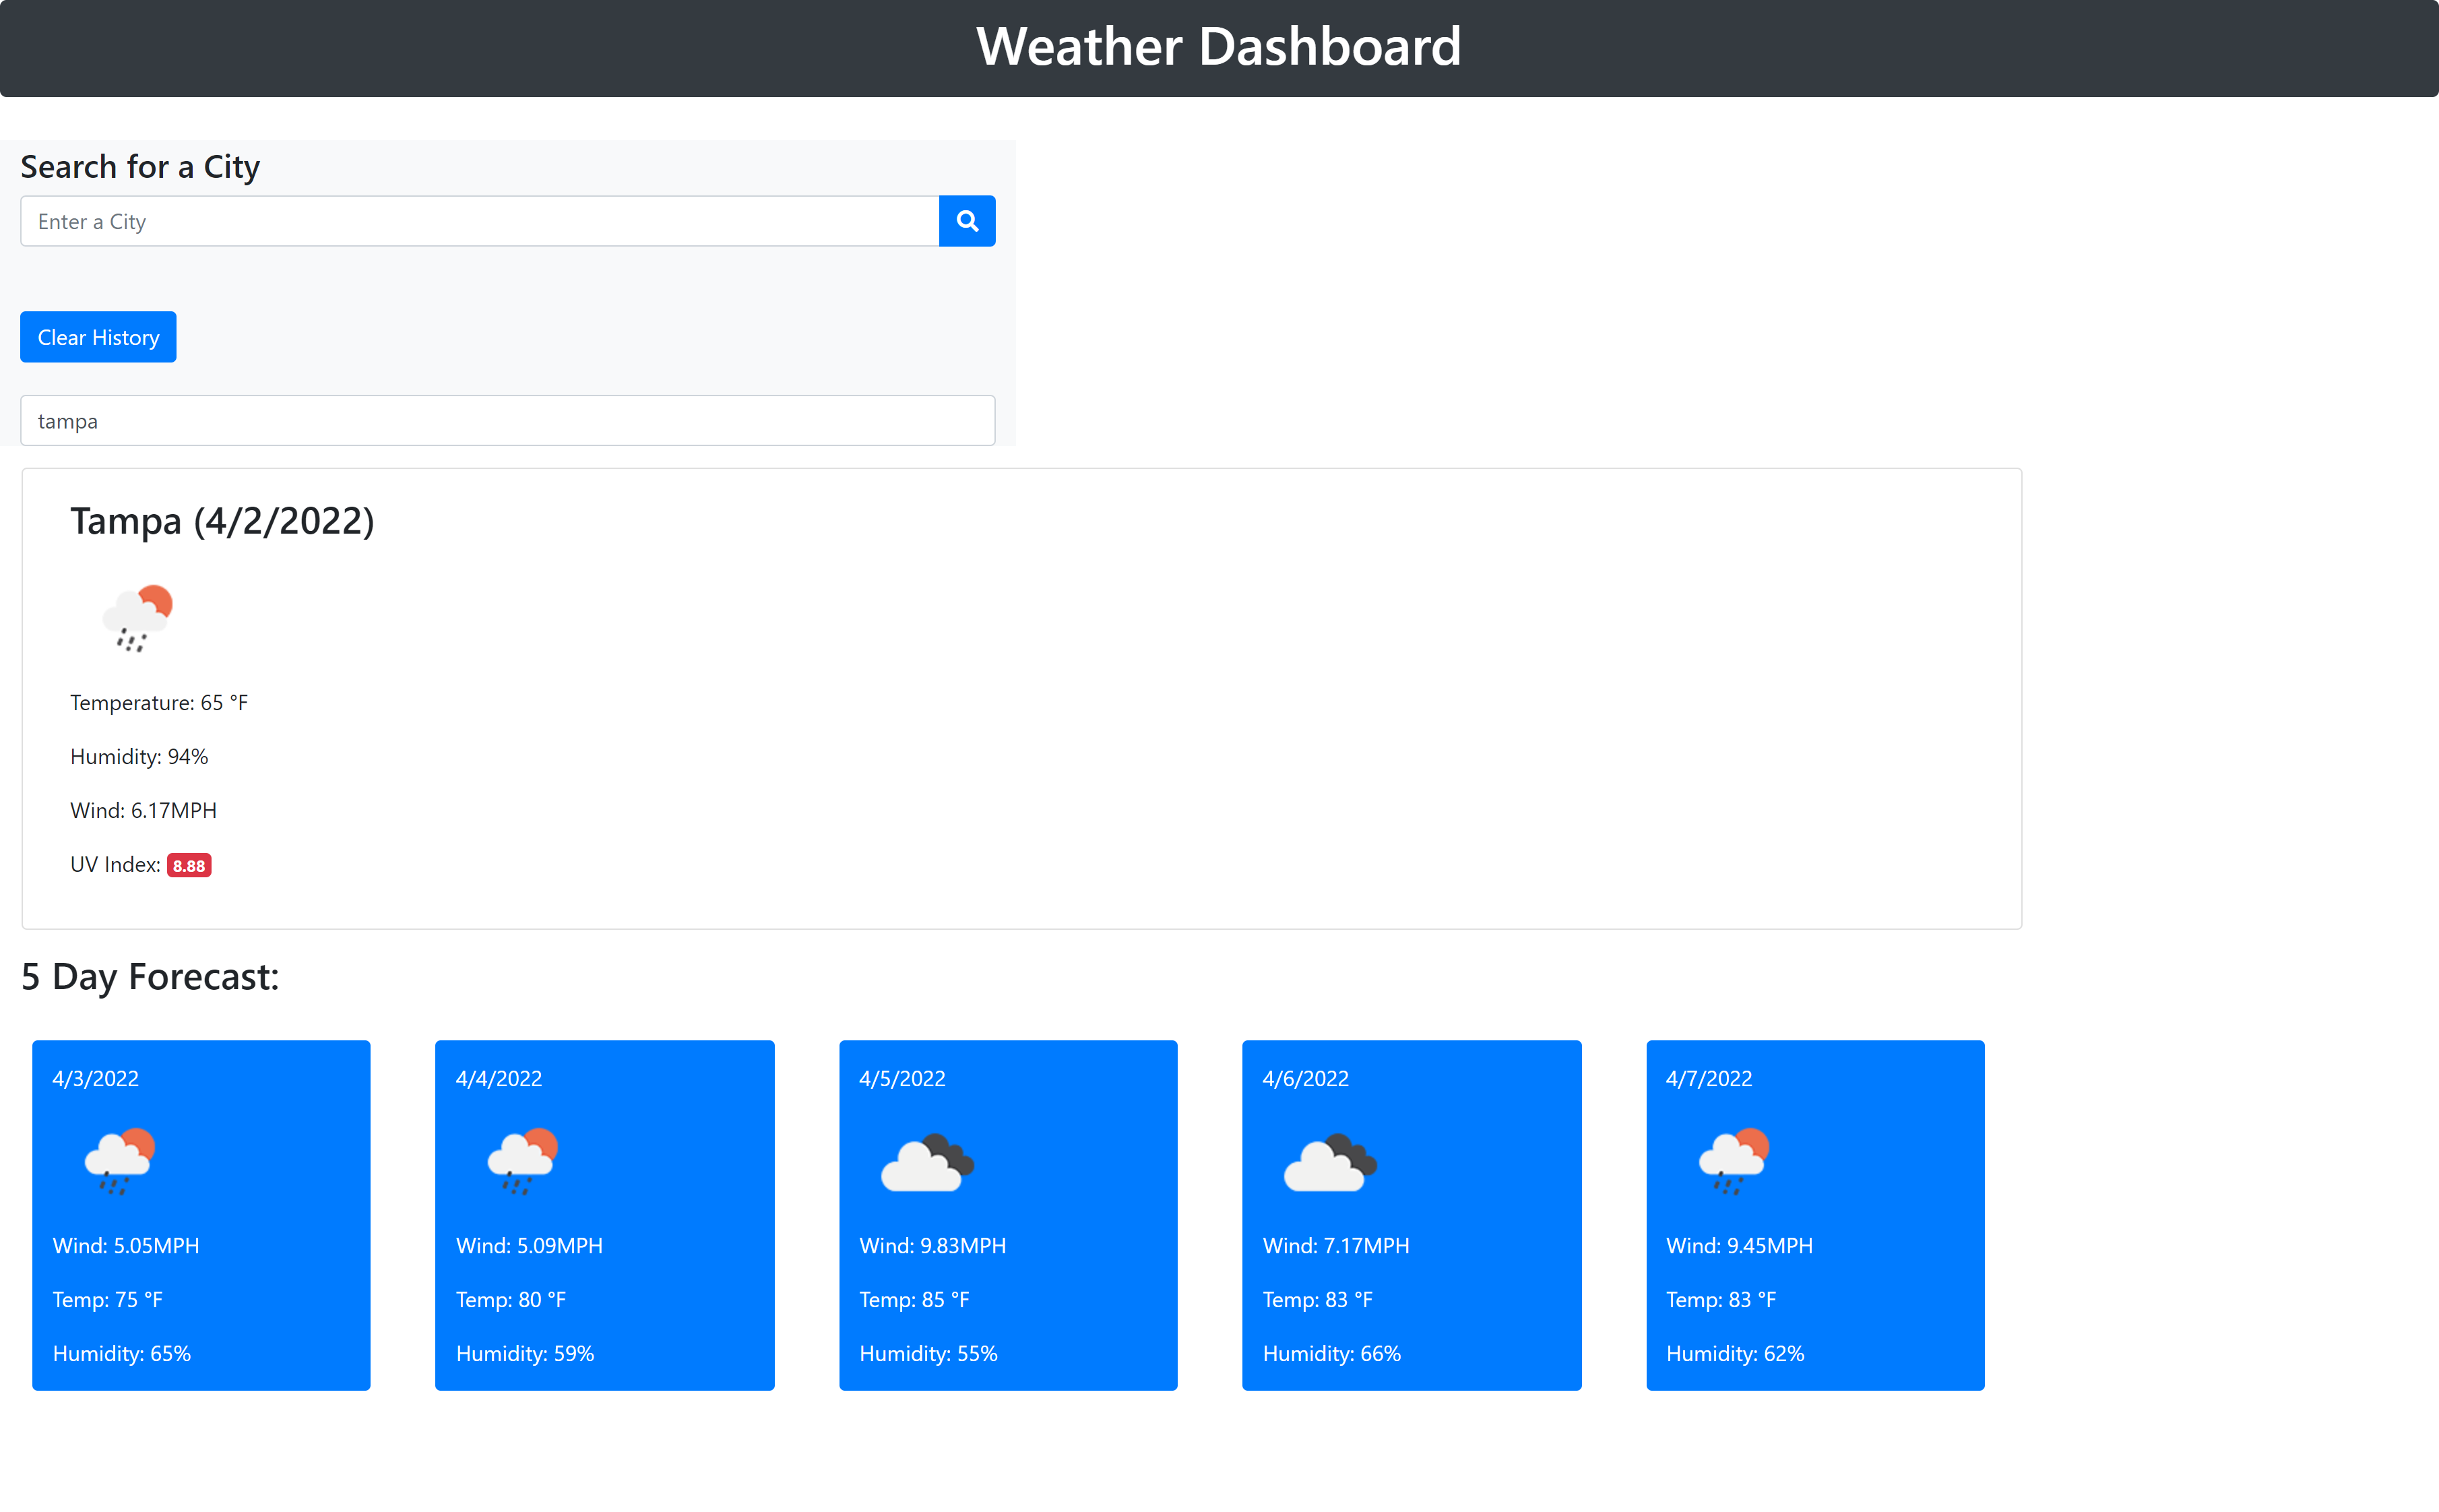 Weather Dashboard
Search for a City
Enter a City
Clear History
tampa
Tampa (4/2/2022)
Temperature: 65 °F
Humidity: 94%
Wind: 6.17MPH
UV Index: 8.88
5 Day Forecast:
4/3/2022
Wind: 5.05MPH
Temp: 75 °F
Humidity: 65%
4/4/2022
Wind: 5.09MPH
Temp: 80 °F
Humidity: 59%
4/5/2022
Wind: 9.83MPH
Temp: 85 °F
Humidity: 55%
4/6/2022
Wind: 7.17MPH
Temp: 83 °F
Humidity: 66%
4/7/2022
Wind: 9.45MPH
Temp: 83 °F
Humidity: 62%